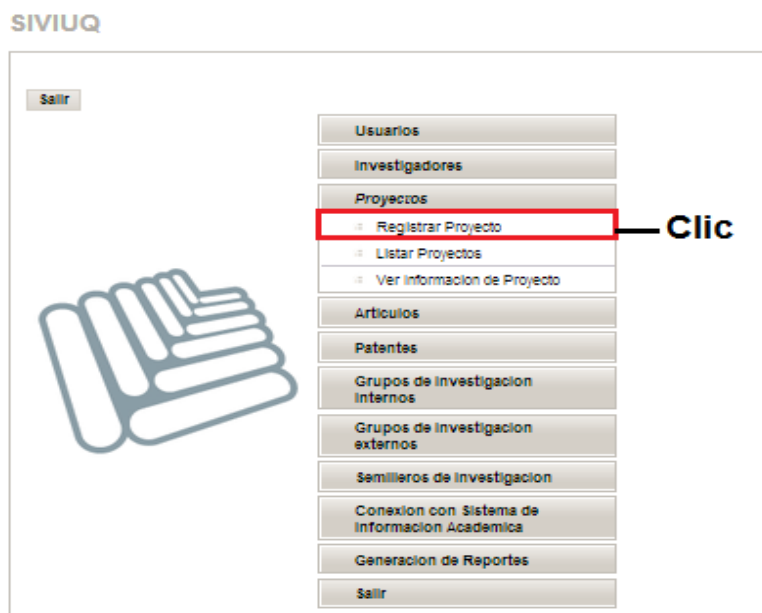 SIVIUQ
Salir
Usuarios
Investigadores
Proyectos
Registrar Proyecto
Clic
Listar Proyectos
Ver Informacion de Proyecto
Articulos
Patentes
Grupos de Investigacion
Internos
Grupos de Investigacion
externos
Semilleros de Investigacion
Conexion con Sistema de
Informacion Academica
Generacion de Reportes
Salir